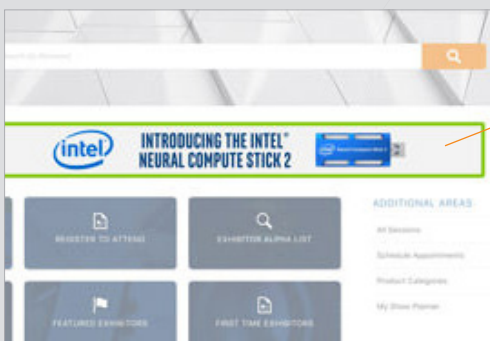 intel
INTRODUCING THE INTEL®
NEURAL COMPUTE STICK 2
ADDITIONAL AREAS
All Sessions
REGISTER TO ATTEND
EXHIBITOR ALPHA LIST
Schedule Appointments
Product Categories
My Show Planner
FEATURED EXHIBITORS
FIRST TIME EXHIBITORS